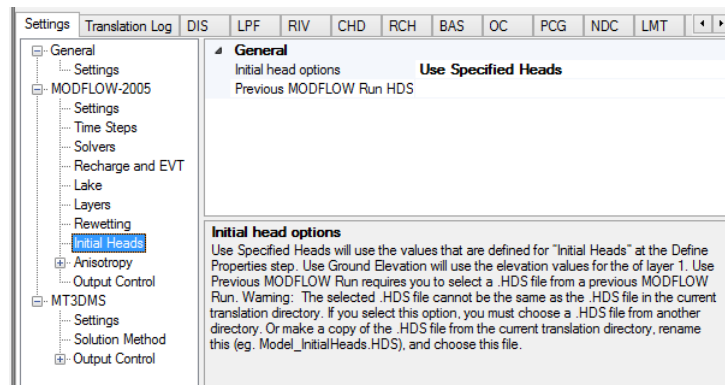 Settings Translation Log DIS LPF RIV CHD RCH BAS OC PCG NDC LMT
General
Settings
MODFLOW-2005
Settings
Time Steps
Solvers
Recharge and EVT
Lake
Layers
Rewetting
Initial Heads
Anisotropy
Output Control
MT3DMS
Settings
Solution Method
Output Control
General
Initial head options Use Specified Heads
Previous MODFLOW Run HDS
Initial head options
Use Specified Heads will use the values that are defined for "Initial Heads" at the Define
Properties step. Use Ground Elevation will use the elevation values for the of layer 1. Use
Previous MODFLOW Run requires you to select a .HDS file from a previous MODFLOW
Run. Warning: The selected .HDS file cannot be the same as the .HDS file in the current
translation directory. If you select this option, you must choose a .HDS file from another
directory. Or make a copy of the .HDS file from the current translation directory, rename
this (eg. Model_InitialHeads.HDS), and choose this file.